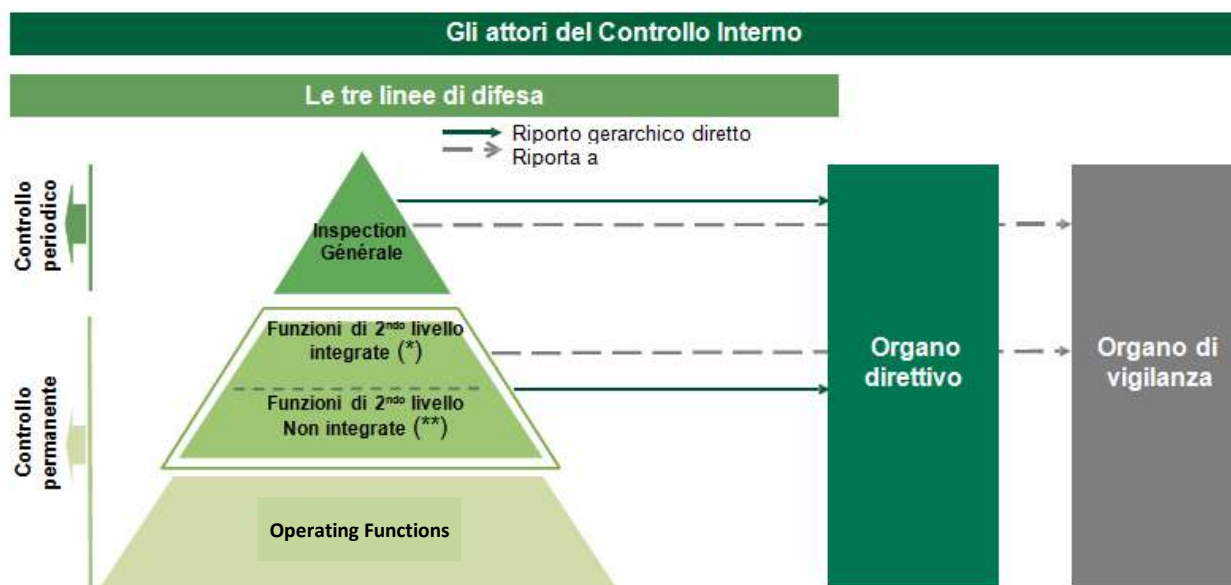 Gli attori del Controllo Interno
Le tre linee di difesa
Riporto gerarchico diretto
Riporta a
Controllo
periodico
Inspection
Générale
Funzioni di 2ⁿᵈᵒ livello
integrate (*)
Funzioni di 2ⁿᵈᵒ livello
Non integrate (**)
Controllo
permanente
Operating Functions
Organo
direttivo
Organo di
vigilanza